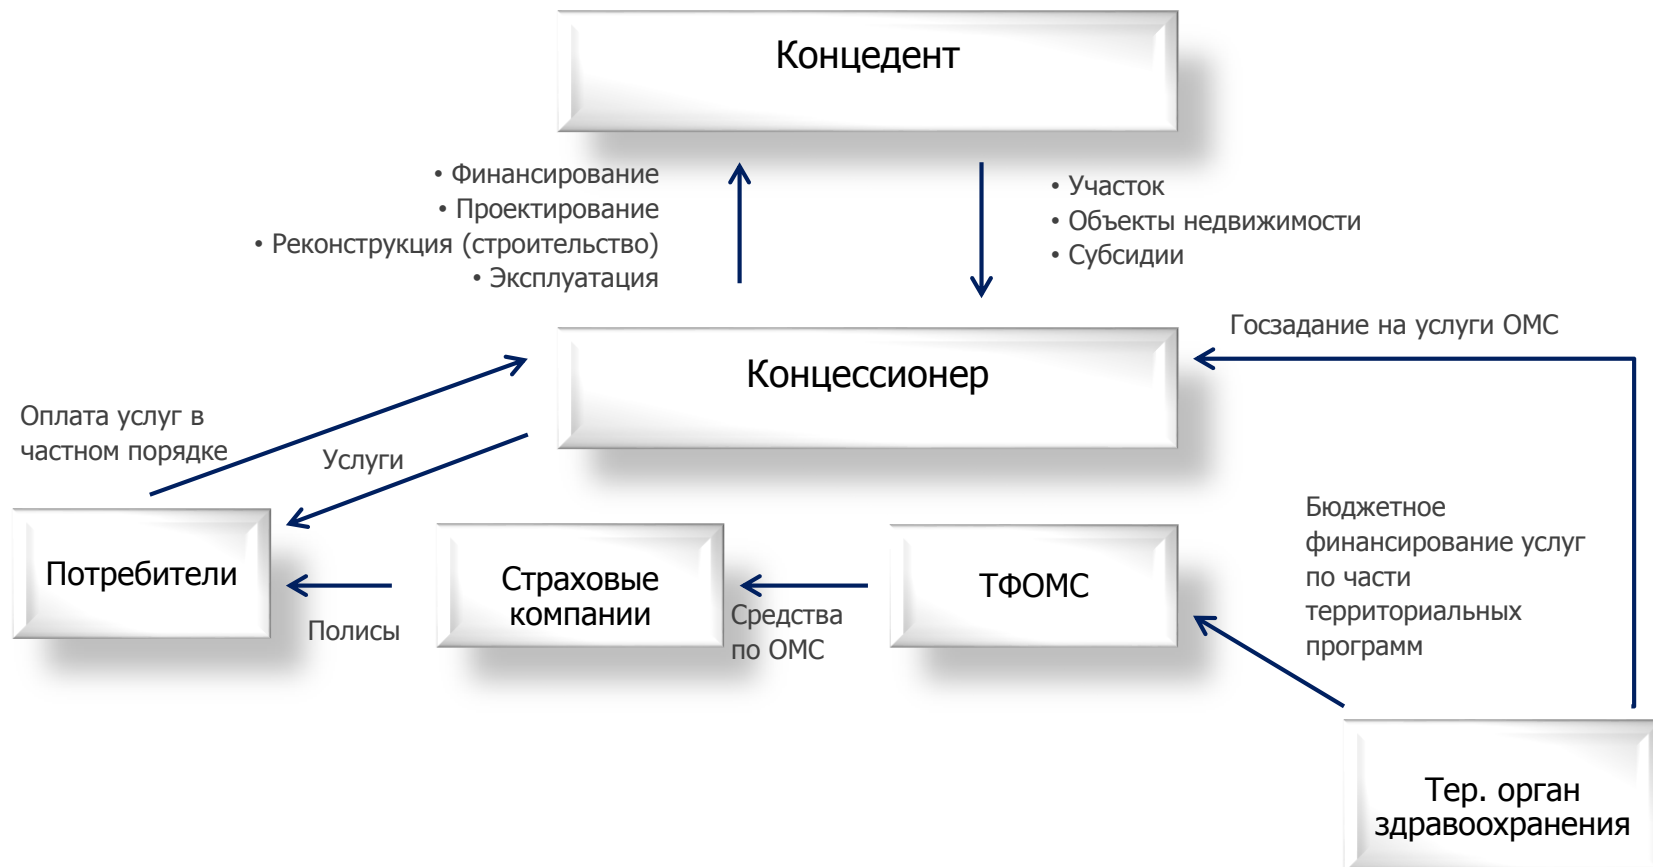 Концедент
• Финансирование
• Проектирование
• Реконструкция (строительство)
• Эксплуатация
• Участок
• Объекты недвижимости
• Субсидии
Госзадание на услуги ОМС
Концессионер
Оплата услуг в
частном порядке
Услуги
Бюджетное
финансирование услуг
по части
территориальных
программ
Потребители
Полисы
Страховые
компании
Средства
по ОМС
ТФОМС
Тер. орган
здравоохранения